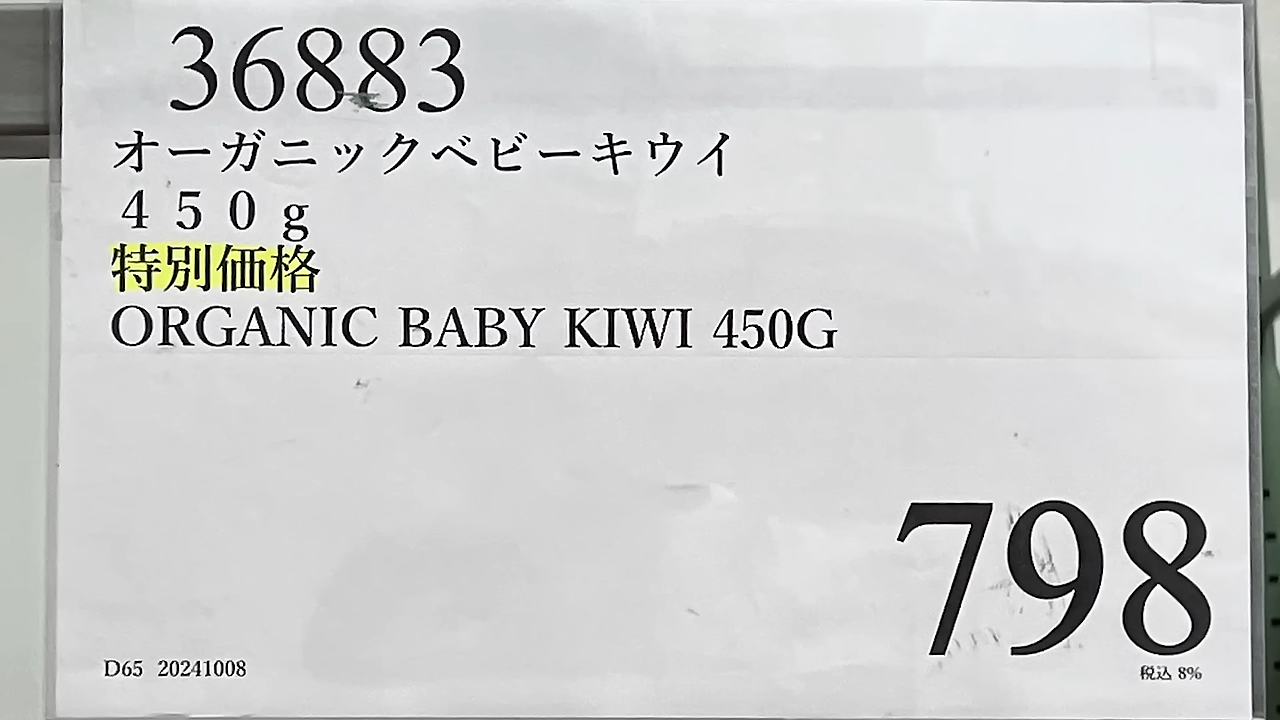 36883
オーガニックベビーキウイ
４５０ｇ
特別価格
ORGANIC BABY KIWI 450G
798
D65 20241008
税込 8%